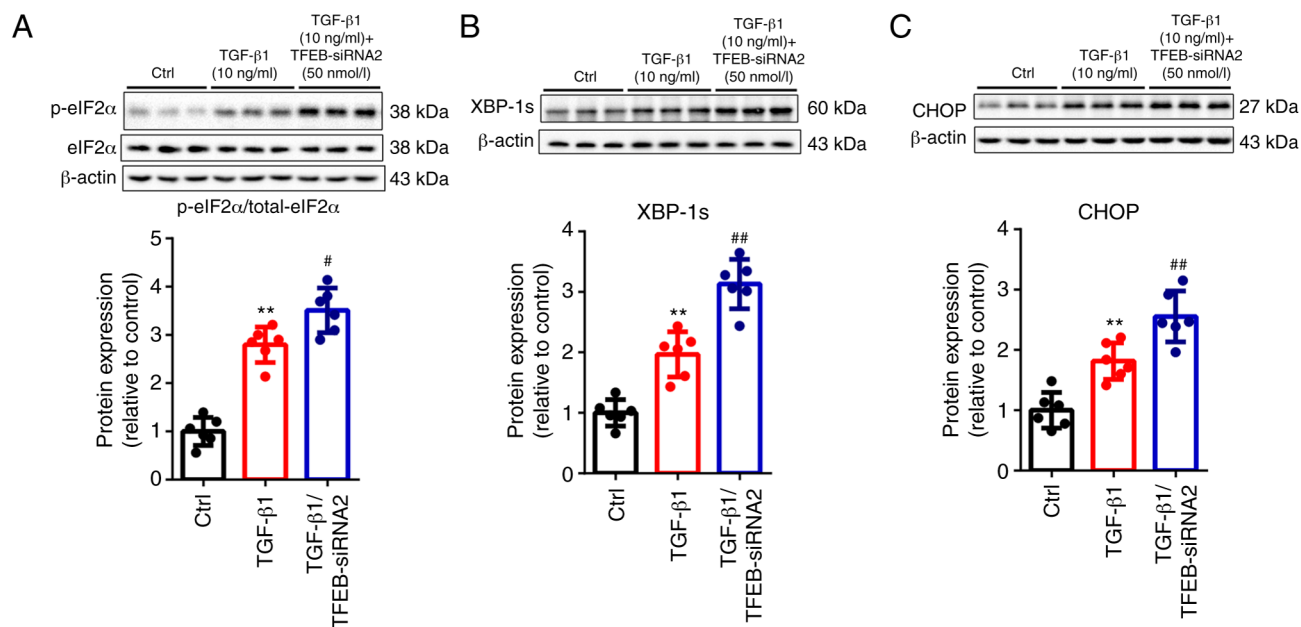 A
Ctrl
TGF-β1
(10 ng/ml)
TGF-β1
(10 ng/ml)+
TFEB-siRNA2
(50 nmol/l)
p-eIF2α
38 kDa
eIF2α
38 kDa
β-actin
43 kDa
p-eIF2α/total-eIF2α
Protein expression
(relative to control)
5
4
3
2
1
0
**
#
Ctrl
TGF-β1
TGF-β1/
TFEB-siRNA2
B
Ctrl
TGF-β1
(10 ng/ml)
TGF-β1
(10 ng/ml)+
TFEB-siRNA2
(50 nmol/l)
XBP-1s
60 kDa
β-actin
43 kDa
XBP-1s
Protein expression
(relative to control)
4
3
2
1
0
**
##
Ctrl
TGF-β1
TGF-β1/
TFEB-siRNA2
C
Ctrl
TGF-β1
(10 ng/ml)
TGF-β1
(10 ng/ml)+
TFEB-siRNA2
(50 nmol/l)
CHOP
27 kDa
β-actin
43 kDa
CHOP
Protein expression
(relative to control)
4
3
2
1
0
**
##
Ctrl
TGF-β1
TGF-β1/
TFEB-siRNA2